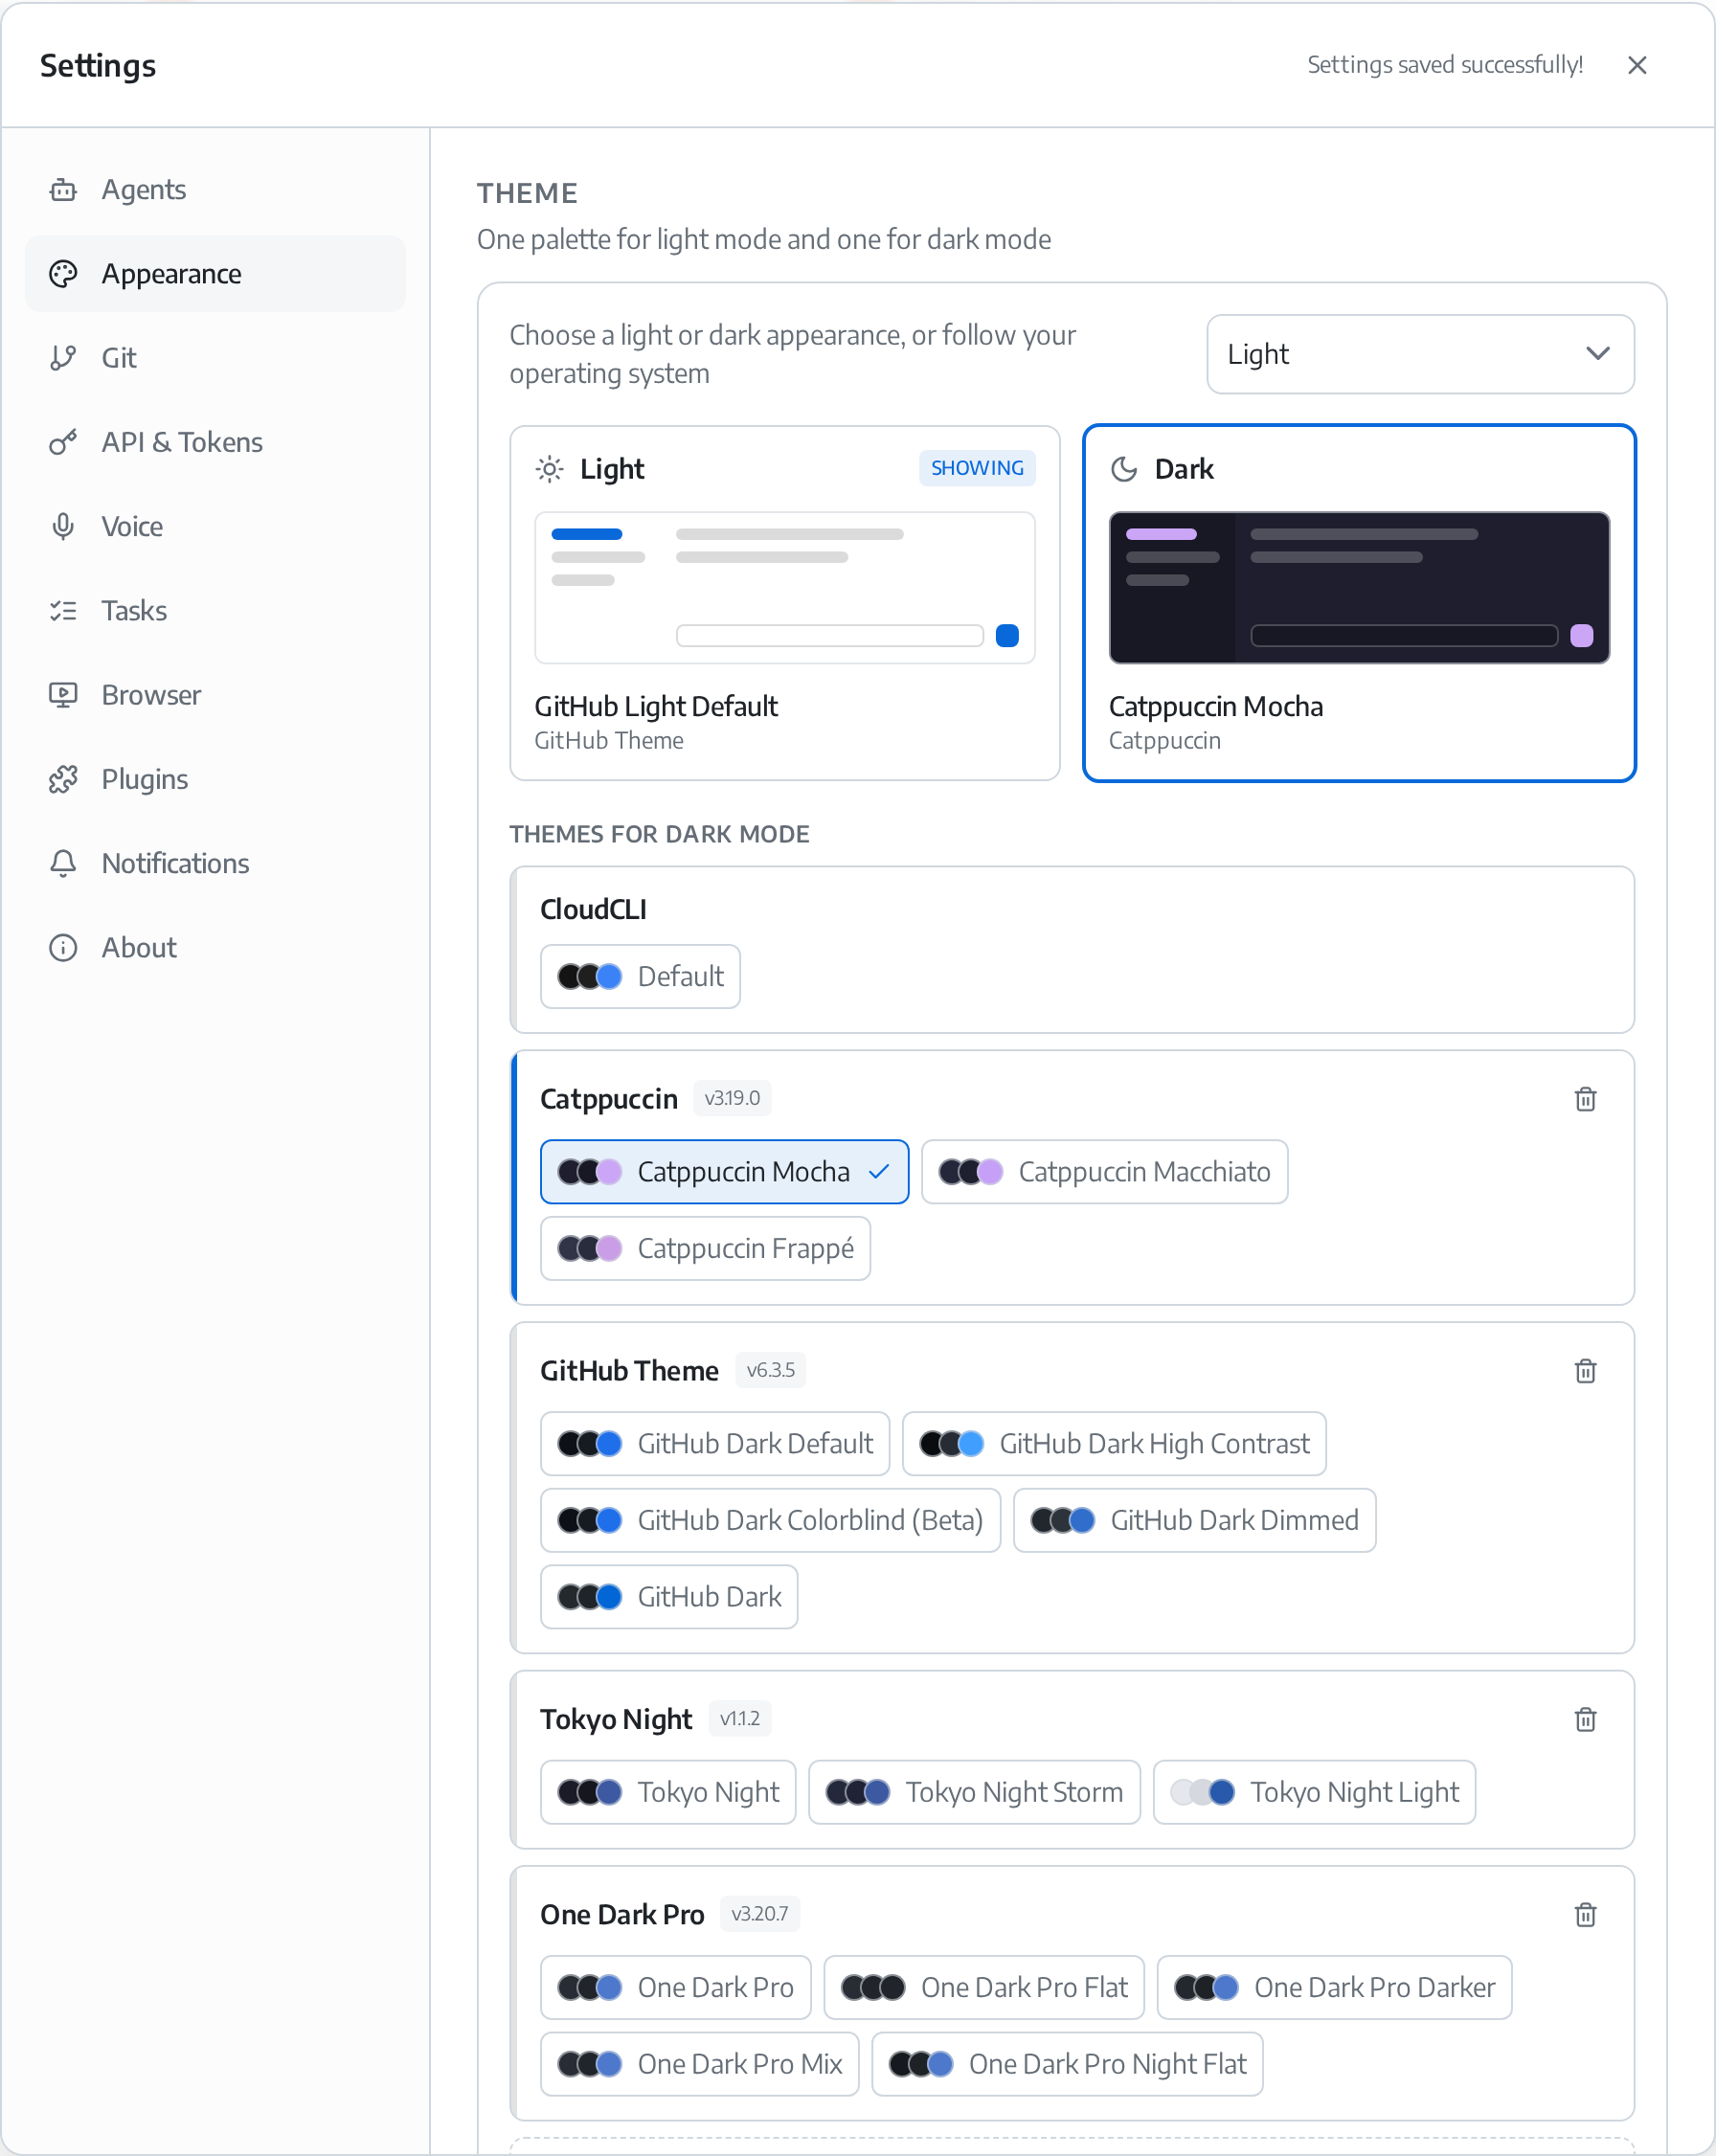 Settings
Settings saved successfully!
Agents
Appearance
Git
API & Tokens
Voice
Tasks
Browser
Plugins
Notifications
About
THEME
One palette for light mode and one for dark mode
Choose a light or dark appearance, or follow your
operating system
Light
Light
SHOWING
GitHub Light Default
GitHub Theme
Dark
Catppuccin Mocha
Catppuccin
THEMES FOR DARK MODE
CloudCLI
Default
Catppuccin v3.19.0
Catppuccin Mocha
Catppuccin Macchiato
Catppuccin Frappé
GitHub Theme v6.3.5
GitHub Dark Default
GitHub Dark High Contrast
GitHub Dark Colorblind (Beta)
GitHub Dark Dimmed
GitHub Dark
Tokyo Night v1.1.2
Tokyo Night
Tokyo Night Storm
Tokyo Night Light
One Dark Pro v3.20.7
One Dark Pro
One Dark Pro Flat
One Dark Pro Darker
One Dark Pro Mix
One Dark Pro Night Flat